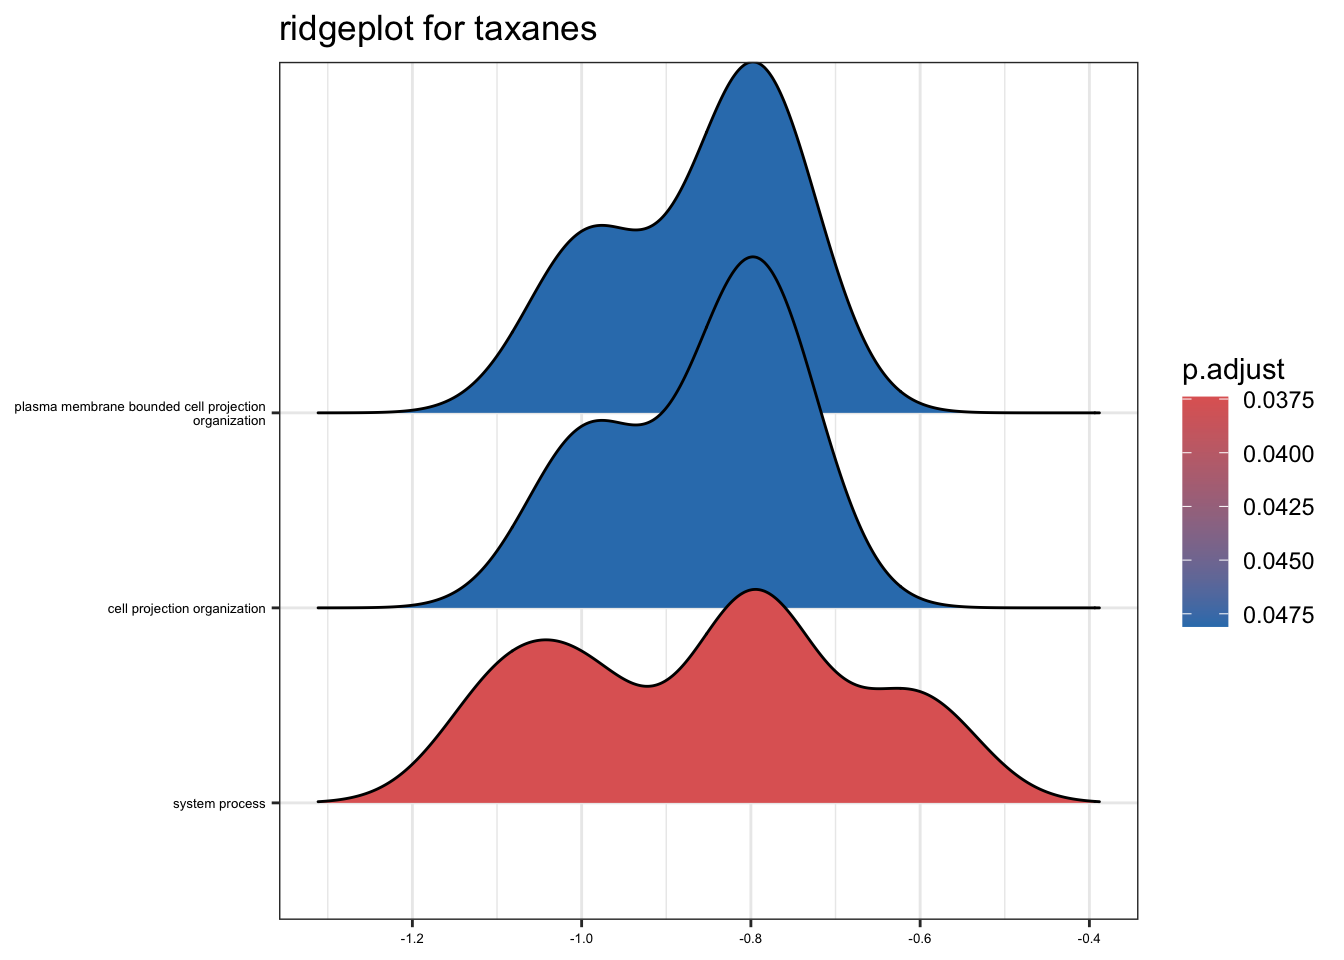 ridgeplot for taxanes
plasma membrane bounded cell projection
organization
cell projection organization
system process
-1.2
-1.0
-0.8
-0.6
-0.4
p.adjust
0.0375
0.0400
0.0425
0.0450
0.0475